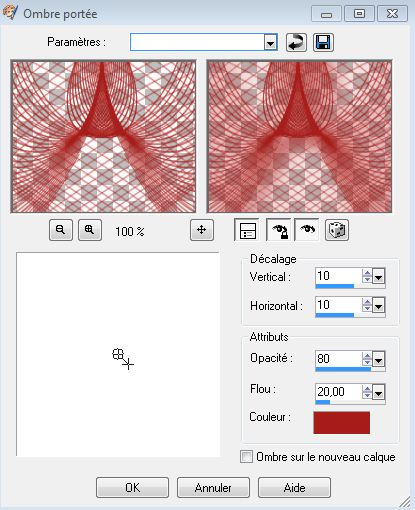 Ombre portée
Paramètres :
100 %
Décalage
Vertical : 10
Horizontal : 10
Attributs
Opacité : 80
Flou : 20,00
Couleur :
Ombre sur le nouveau calque
OK Annuler Aide